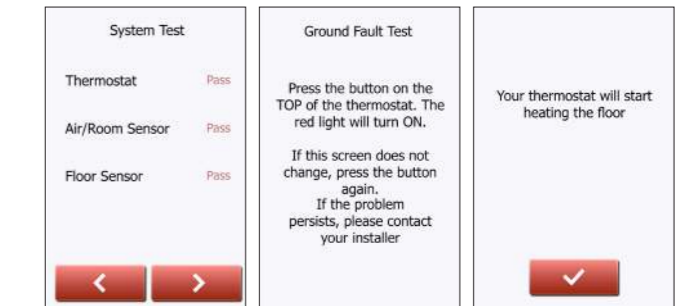 System Test
Thermostat Pass
Air/Room Sensor Pass
Floor Sensor Pass
Ground Fault Test
Press the button on the
TOP of the thermostat. The
red light will turn ON.
If this screen does not
change, press the button
again.
If the problem
persists, please contact
your installer
Your thermostat will start
heating the floor